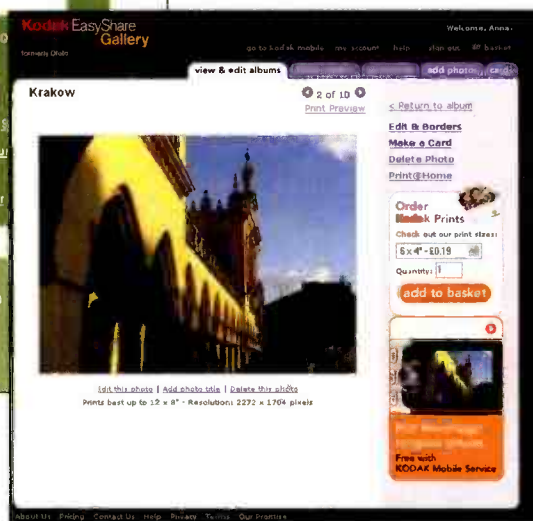 Kodak EasyShare
Gallery
formerly Ofoto
Welcome, Anna.
go to kodak mobile my account help sign out basket
view & edit albums add photos
Krakow
2 of 10
Print Preview
< Return to album
Edit & Borders
Make a Card
Delete Photo
Print@Home
Order
Kodak Prints
Check out our print sizes:
6 x 4" - £0.19
Quantity: 1
add to basket
Edit this photo | Add photo title | Delete this photo
Prints best up to 12 x 8" - Resolution: 2272 x 1704 pixels
Free with
KODAK Mobile Service
About Us Pricing Contact Us Help Privacy Terms Our Promise